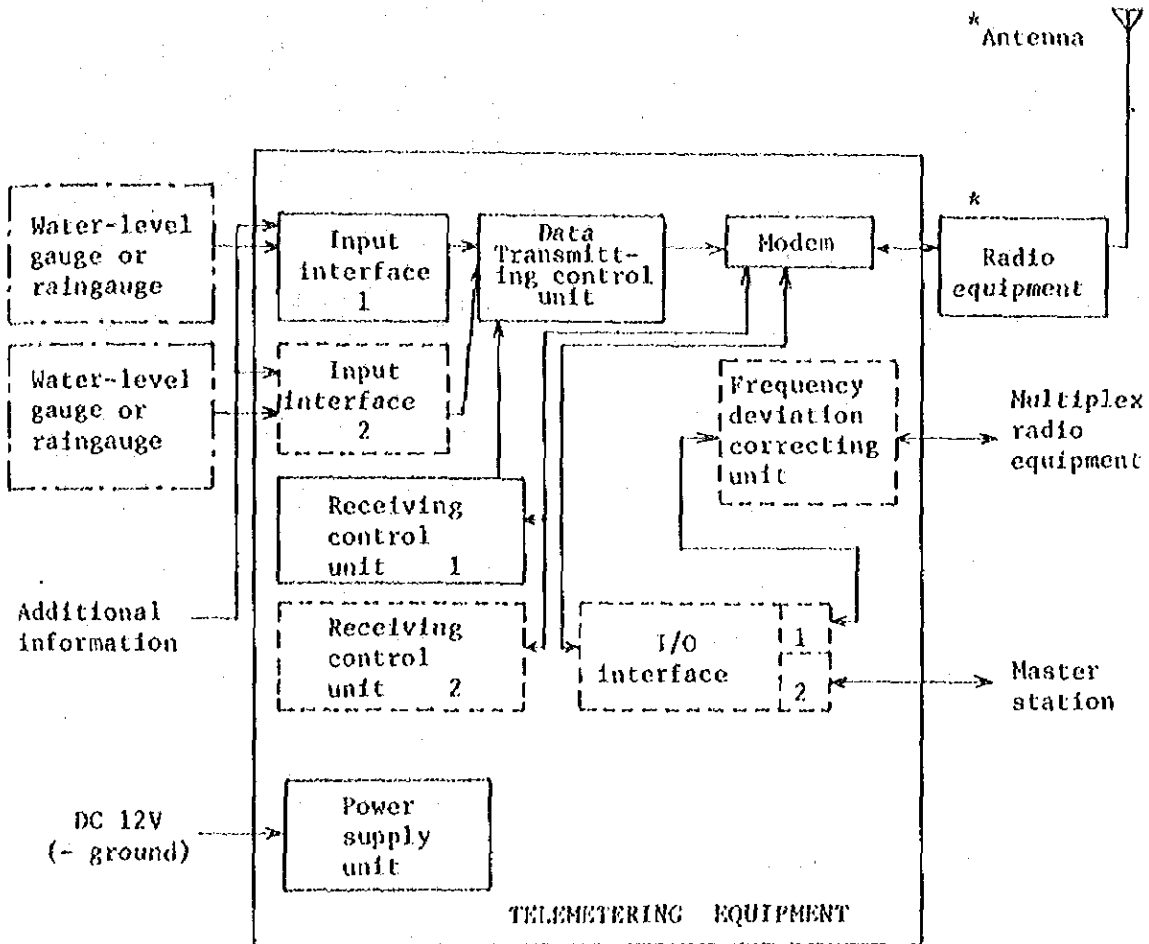 *Antenna
Water-level
gauge or
raingauge
Input
interface
1
Data
Transmitt-
ing control
unit
Modem
*
Radio
equipment
Water-level
gauge or
raingauge
Input
interface
2
Frequency
deviation
correcting
unit
Multiplex
radio
equipment
Receiving
control
unit 1
Additional
information
Receiving
control
unit 2
I/O
interface
1
2
Master
station
DC 12V
(- ground)
Power
supply
unit
TELEMETERING EQUIPMENT